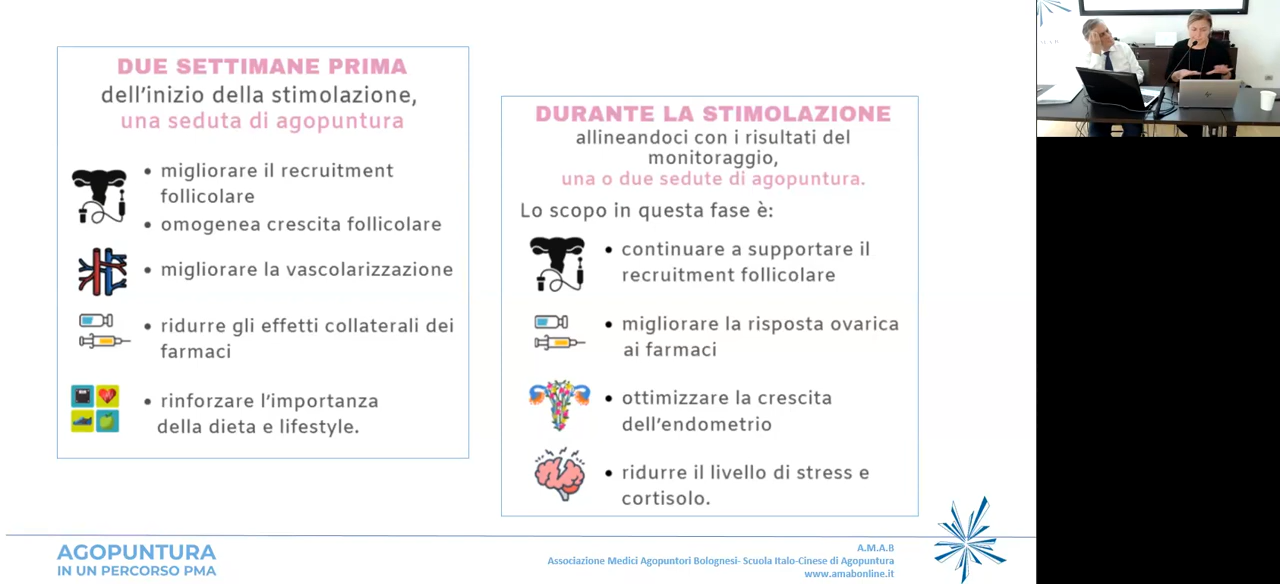 DUE SETTIMANE PRIMA
dell'inizio della stimolazione,
una seduta di agopuntura
• migliorare il recruitment
follicolare
• omogenea crescita follicolare
• migliorare la vascolarizzazione
• ridurre gli effetti collaterali dei
farmaci
• rinforzare l'importanza
della dieta e lifestyle.
DURANTE LA STIMOLAZIONE
allineandoci con i risultati del
monitoraggio,
una o due sedute di agopuntura.
Lo scopo in questa fase è:
• continuare a supportare il
recruitment follicolare
• migliorare la risposta ovarica
ai farmaci
• ottimizzare la crescita
dell'endometrio
• ridurre il livello di stress e
cortisolo.
AGOPUNTURA
IN UN PERCORSO PMA
A.M.A.B
Associazione Medici Agopuntori Bolognesi- Scuola Italo-Cinese di Agopuntura
www.amabonline.it